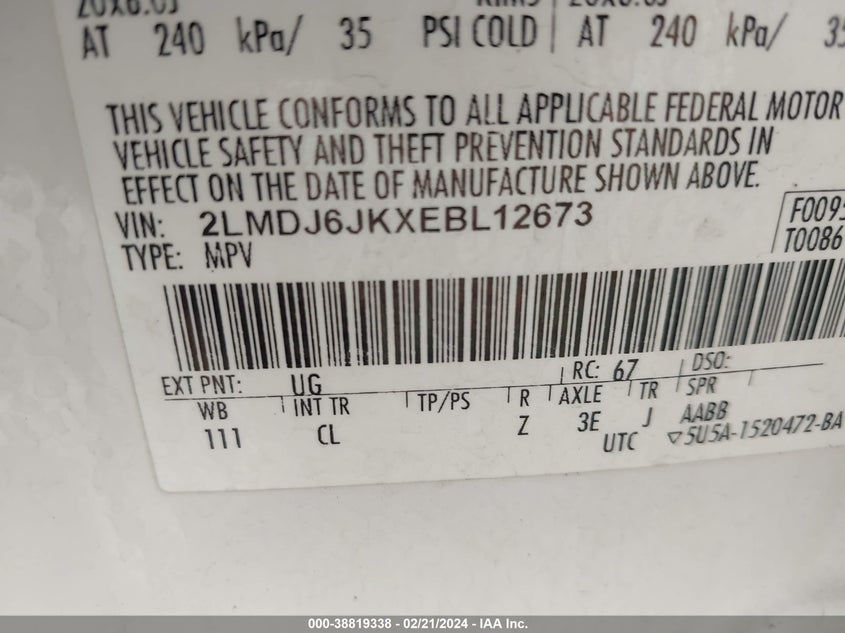 AT 240 kPa/ 35 PSI COLD | AT 240 kPa/ 35
THIS VEHICLE CONFORMS TO ALL APPLICABLE FEDERAL MOTOR
VEHICLE SAFETY AND THEFT PREVENTION STANDARDS IN
EFFECT ON THE DATE OF MANUFACTURE SHOWN ABOVE.
VIN: 2LMDJ6JKXEBL12673
F0095
TYPE: MPV
T0086
EXT PNT: UG RC: 67 DSO:
WB INT TR TP/PS R AXLE TR SPR
111 CL Z 3E J AABB
UTC ▽5U5A-1520472-BA
000-38819338 - 02/21/2024 - IAA Inc.